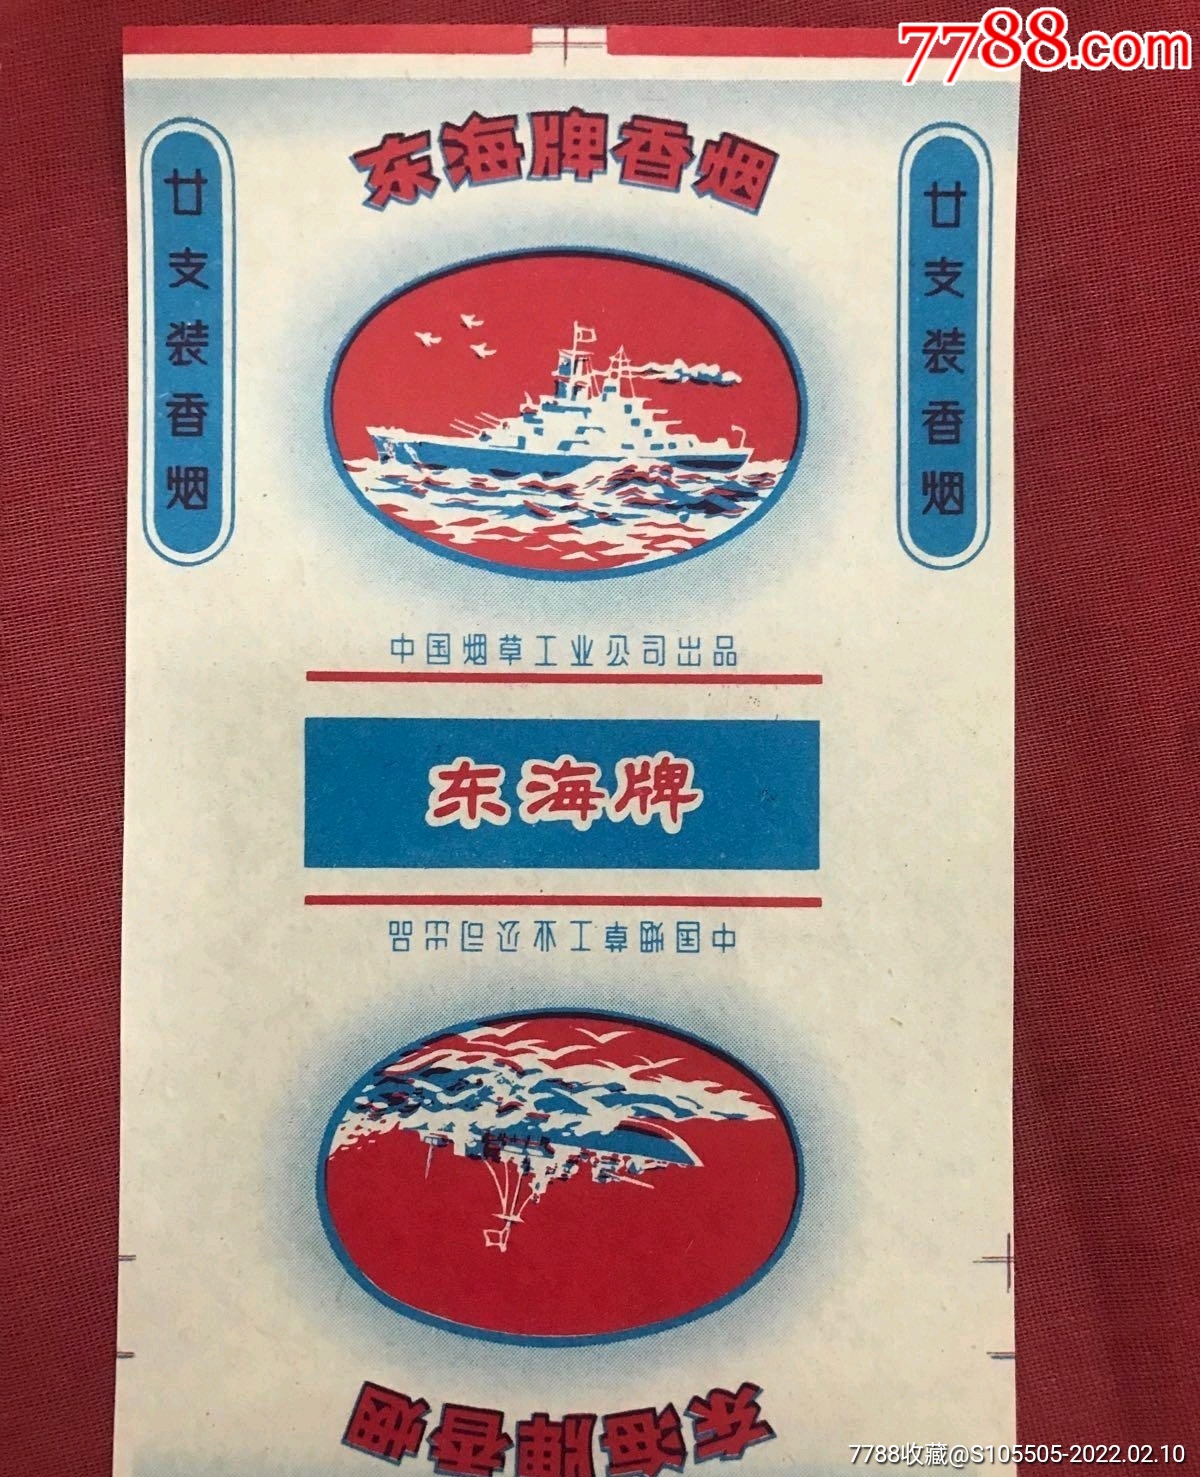 7788.com
东海牌香烟
廿支装香烟
廿支装香烟
中国烟草工业公司出品
东海牌
中国烟草工业公司出品
东海牌香烟
7788收藏@S105505-2022.02.10